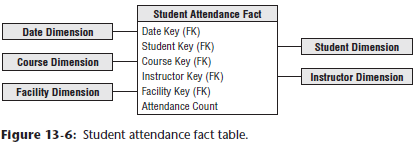 Student Attendance Fact
Date Key (FK)
Student Key (FK)
Course Key (FK)
Instructor Key (FK)
Facility Key (FK)
Attendance Count
Date Dimension
Course Dimension
Facility Dimension
Student Dimension
Instructor Dimension
Figure 13-6: Student attendance fact table.